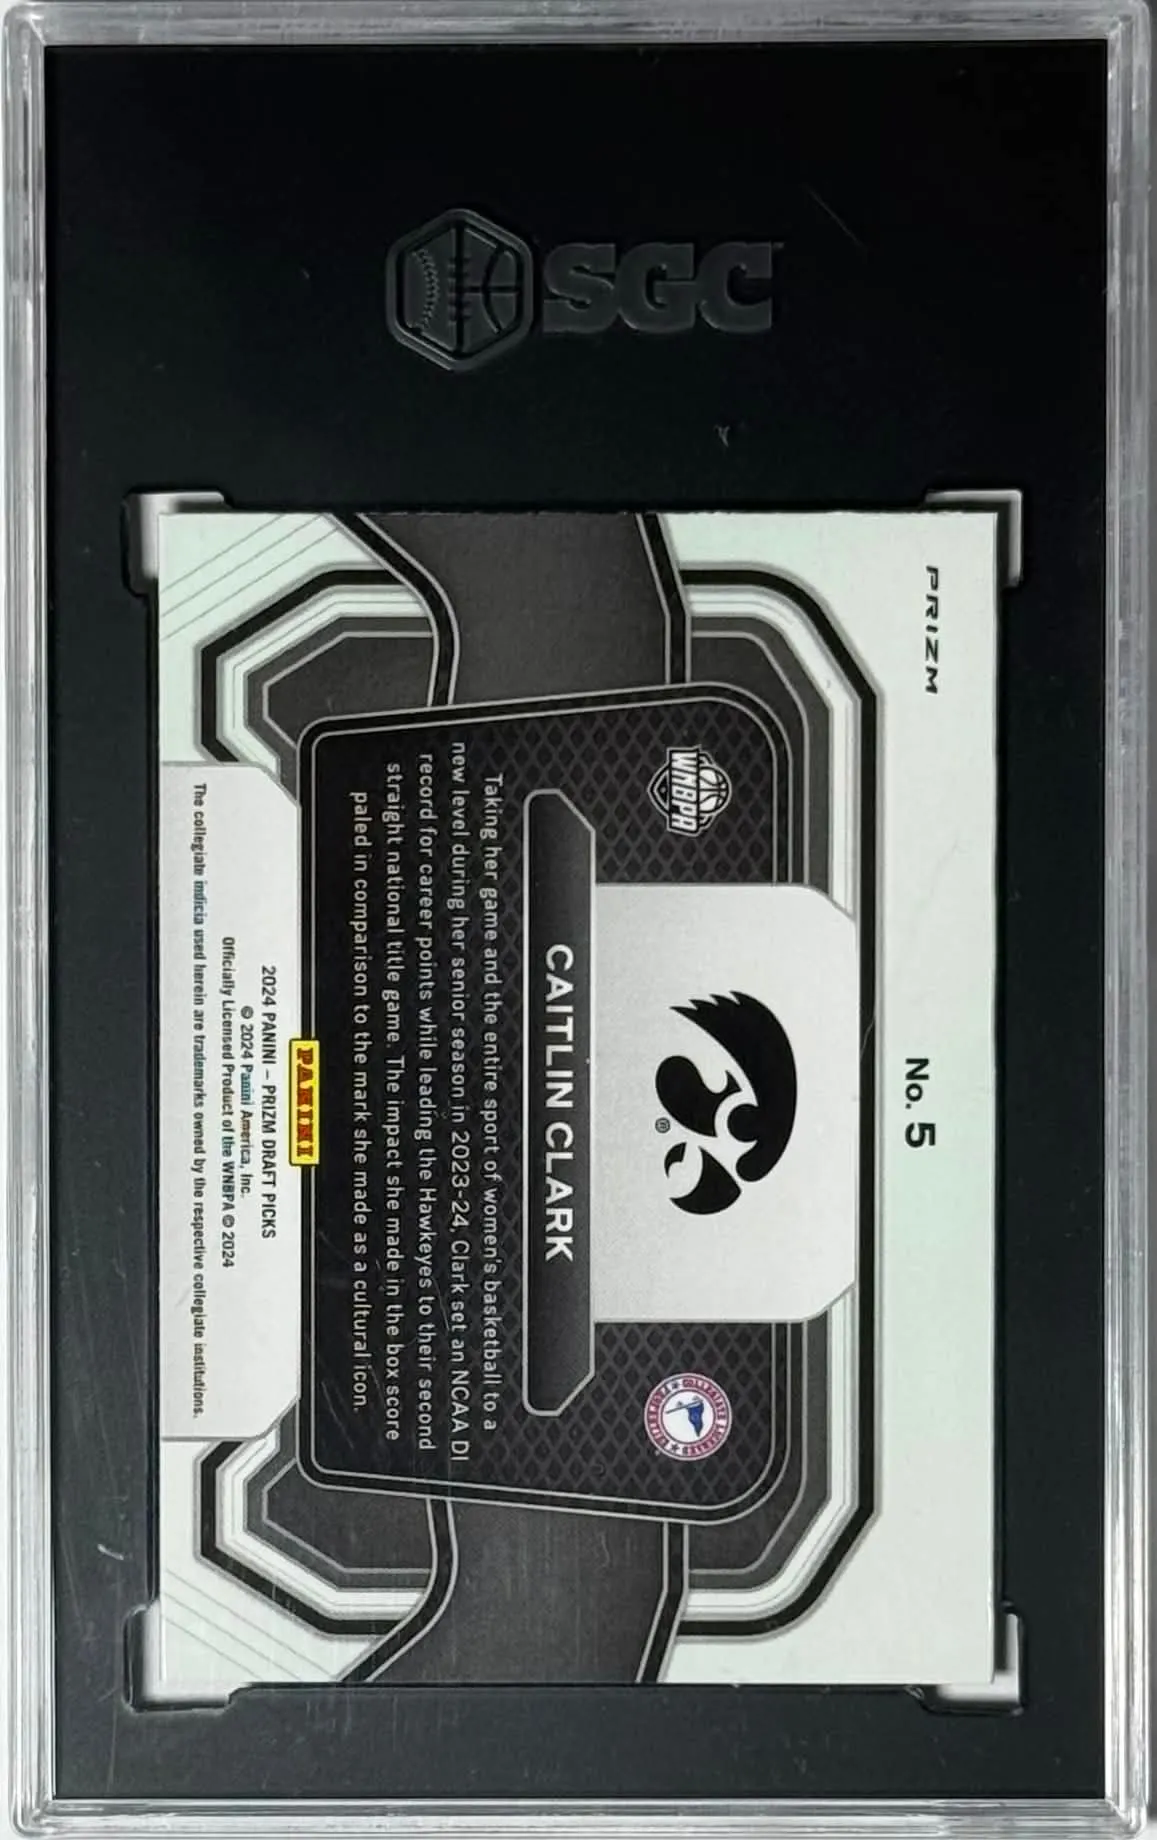 SGC
PRIZM
No. 5
WNBPA
®
CAITLIN CLARK
Taking her game and the entire sport of women's basketball to a
new level during her senior season in 2023-24, Clark set an NCAA DI
record for career points while leading the Hawkeyes to their second
straight national title game. The impact she made in the box score
paled in comparison to the mark she made as a cultural icon.
PANINI
2024 PANINI – PRIZM DRAFT PICKS
© 2024 Panini America, Inc.
Officially Licensed Product of the WNBPA © 2024
The collegiate indicia used herein are trademarks owned by the respective collegiate institutions.